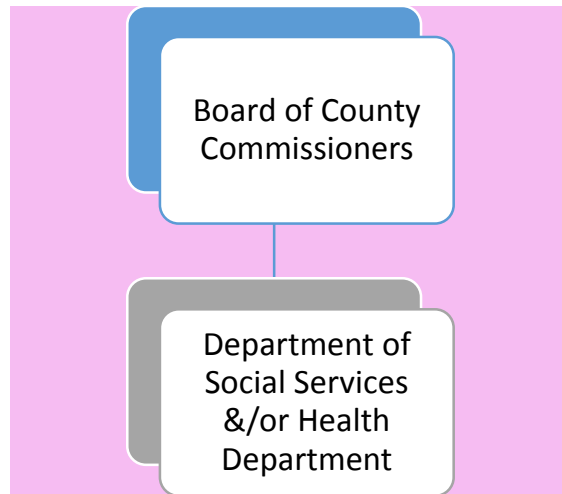 Board of County
Commissioners
Department of
Social Services
&/or Health
Department